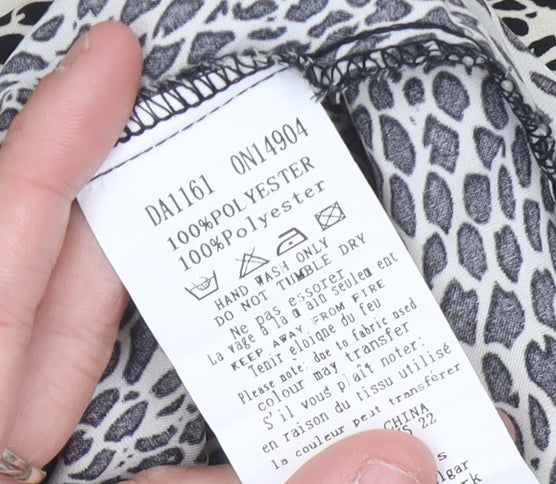 DA1161 ON14904
100%POLYESTER
100%Polyester
HAND WASH ONLY
DO NOT TUMBLE DRY
Ne pas essorer
La vage à la main seulement
KEEP AWAY FROM FIRE
Tenir eloique du feu
Please note: due to fabric used
colour may transfer
S'il vous plaît noter:
en raison du tissu utilisé
la couleur peut transférer
CHINA
S 22